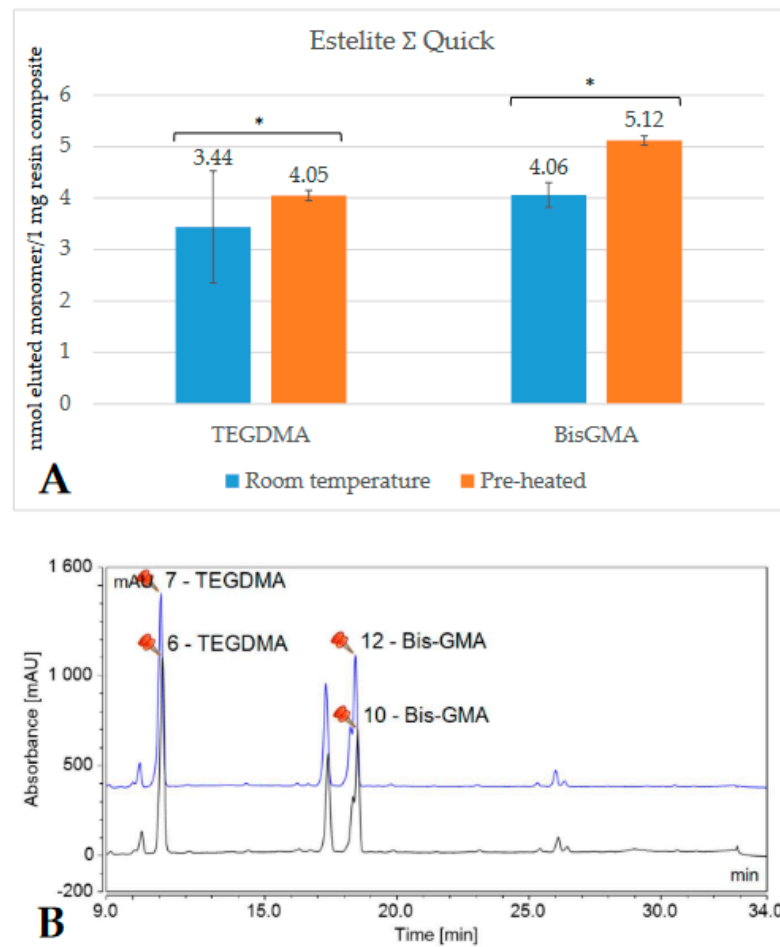 Estelite Σ Quick
nmol eluted monomer/1 mg resin composite
6
5
4
3
2
1
0
*
3.44
4.05
*
4.06
5.12
TEGDMA
BisGMA
Room temperature
Pre-heated
A
1 600
mAU
7 - TEGDMA
6 - TEGDMA
12 - Bis-GMA
10 - Bis-GMA
Absorbance [mAU]
1 000
500
0
-200
min
9.0
15.0
20.0
25.0
30.0
34.0
Time [min]
B